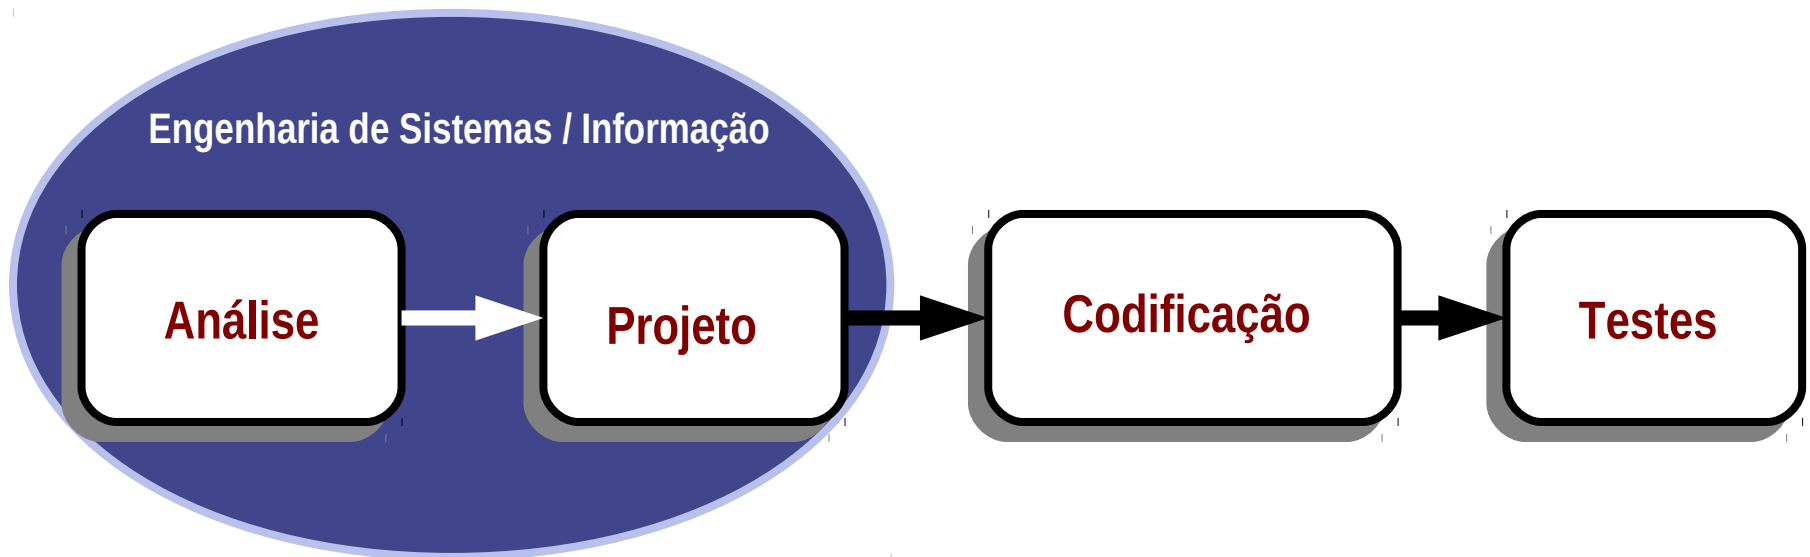 Engenharia de Sistemas / Informação
Análise
Projeto
Codificação
Testes